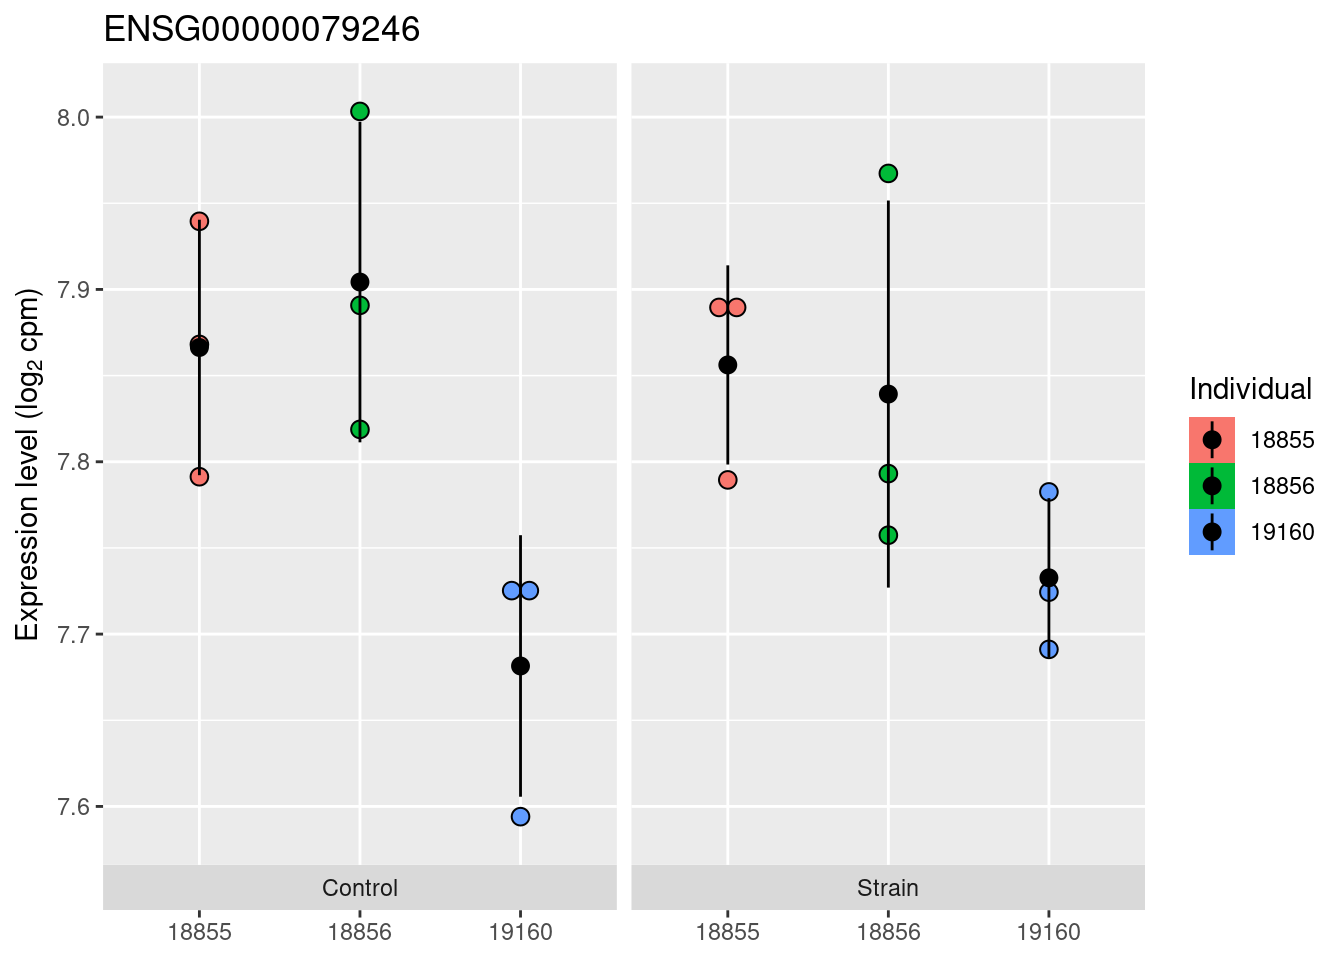 ENSG00000079246
Expression level (log2 cpm)
8.0
7.9
7.8
7.7
7.6
Control
Strain
18855 18856 19160
18855 18856 19160
Individual
18855
18856
19160